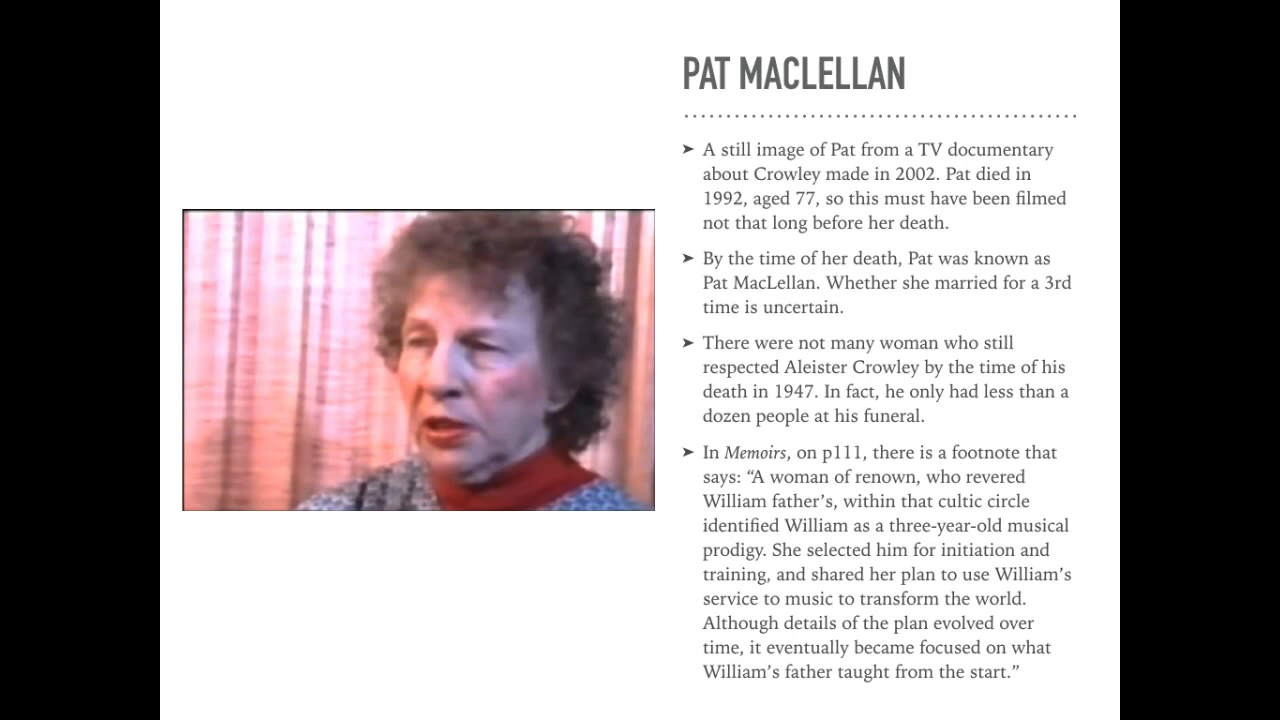 PAT MACLELLAN
➤ A still image of Pat from a TV documentary
about Crowley made in 2002. Pat died in
1992, aged 77, so this must have been filmed
not that long before her death.
➤ By the time of her death, Pat was known as
Pat MacLellan. Whether she married for a 3rd
time is uncertain.
➤ There were not many woman who still
respected Aleister Crowley by the time of his
death in 1947. In fact, he only had less than a
dozen people at his funeral.
➤ In Memoirs, on p111, there is a footnote that
says: “A woman of renown, who revered
William father’s, within that cultic circle
identified William as a three-year-old musical
prodigy. She selected him for initiation and
training, and shared her plan to use William’s
service to music to transform the world.
Although details of the plan evolved over
time, it eventually became focused on what
William’s father taught from the start.”